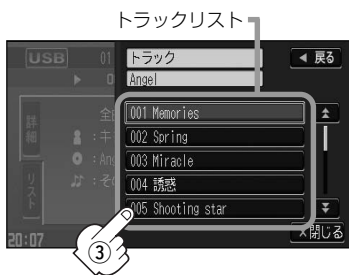 トラックリスト
USB 01 トラック ◀ 戻る
Angel
001 Memories
詳細 002 Spring
003 Miracle
リスト 004 誘惑
005 Shooting star
20:07 ×閉じる
③